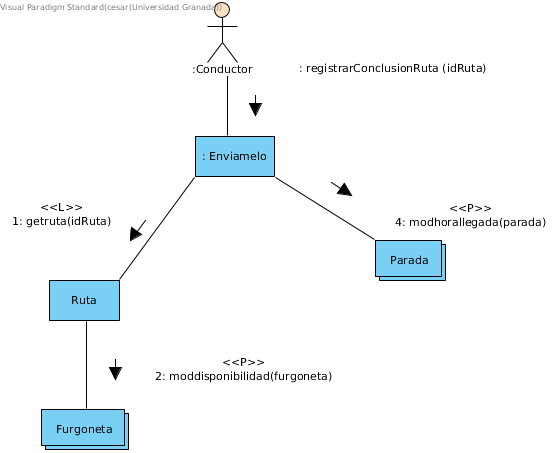 Visual Paradigm Standard(cesar(Universidad Granada))
:Conductor
: registrarConclusionRuta (idRuta)
: Enviamelo
<<L>>
1: getruta(idRuta)
<<P>>
4: modhorallegada(parada)
Parada
Ruta
<<P>>
2: moddisponibilidad(furgoneta)
Furgoneta